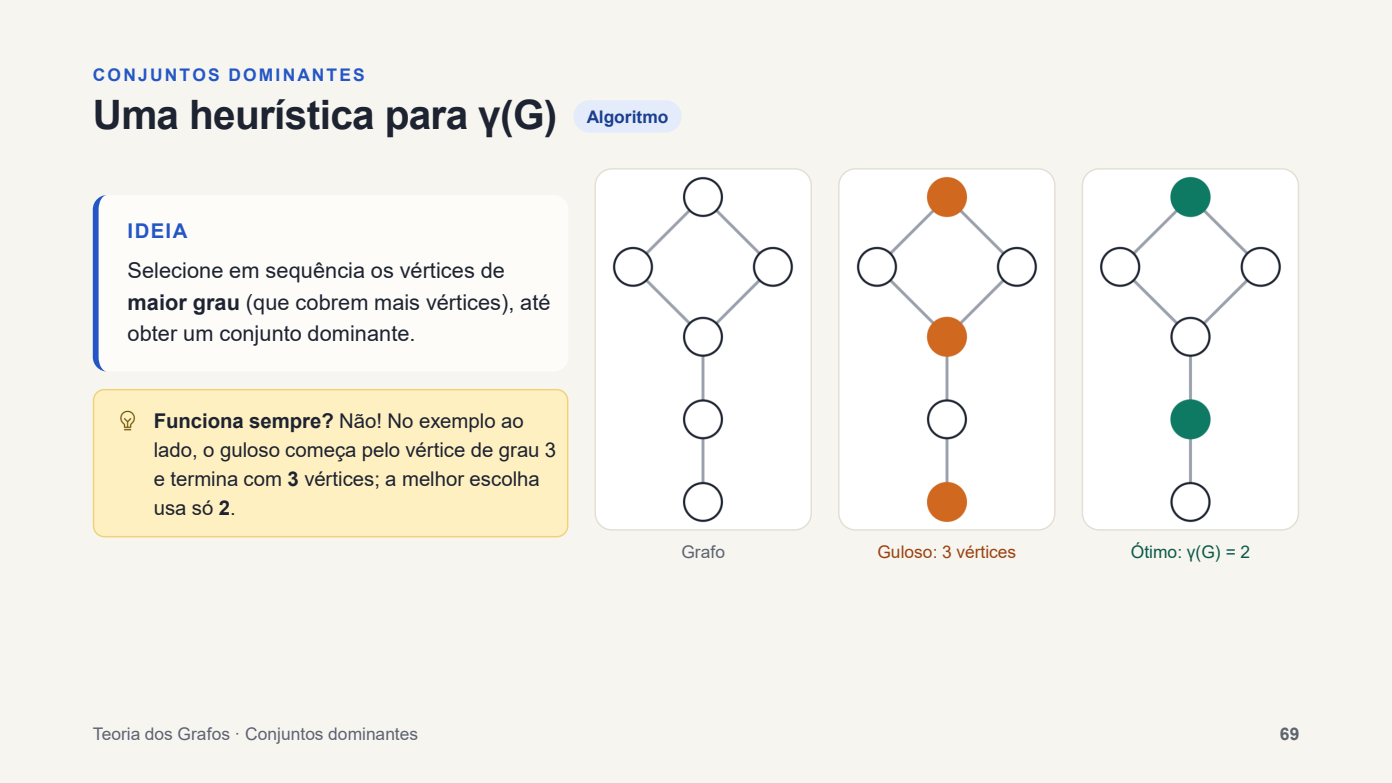 CONJUNTOS DOMINANTES
Uma heurística para γ(G)
Algoritmo
IDEIA
Selecione em sequência os vértices de
maior grau (que cobrem mais vértices), até
obter um conjunto dominante.
Funciona sempre? Não! No exemplo ao
lado, o guloso começa pelo vértice de grau 3
e termina com 3 vértices; a melhor escolha
usa só 2.
Grafo
Guloso: 3 vértices
Ótimo: γ(G) = 2
Teoria dos Grafos · Conjuntos dominantes
69